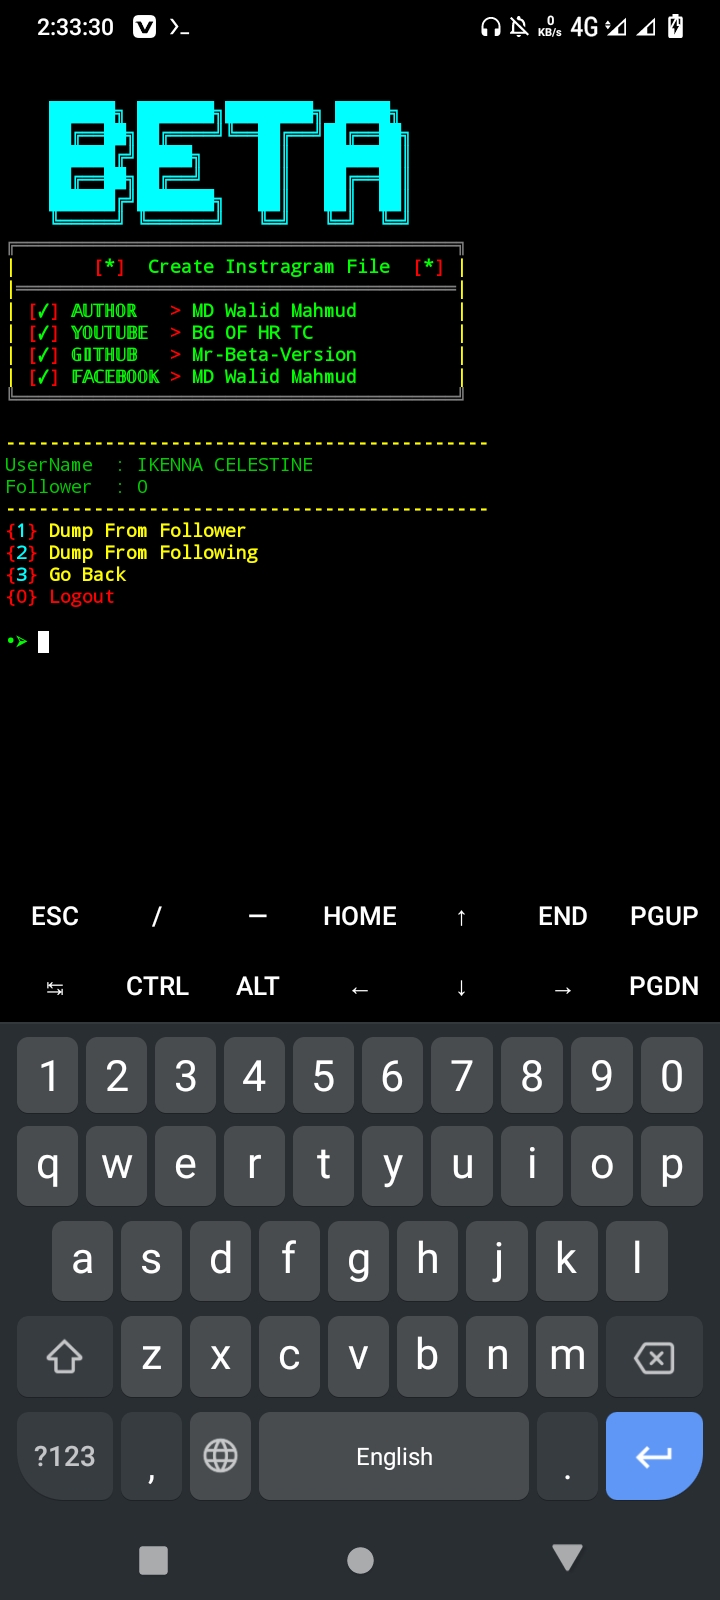 2:33:30 0 KB/s 4G
BETA
[*] Create Instragram File [*]
[✓] 𝔸𝕌𝕋ℍ𝕆ℝ > MD Walid Mahmud
[✓] 𝕐𝕆𝕌𝕋𝕌𝔹𝔼 > BG OF HR TC
[✓] 𝔾𝕀𝕋ℍ𝕌𝔹 > Mr-Beta-Version
[✓] 𝔽𝔸ℂ𝔼𝔹𝕆𝕆𝕂 > MD Walid Mahmud
--------------------------------------------
UserName : IKENNA CELESTINE
Follower : 0
--------------------------------------------
{1} Dump From Follower
{2} Dump From Following
{3} Go Back
{0} Logout
•➢
ESC / — HOME ↑ END PGUP
↹ CTRL ALT ← ↓ → PGDN
1 2 3 4 5 6 7 8 9 0
q w e r t y u i o p
a s d f g h j k l
z x c v b n m
?123 , English .